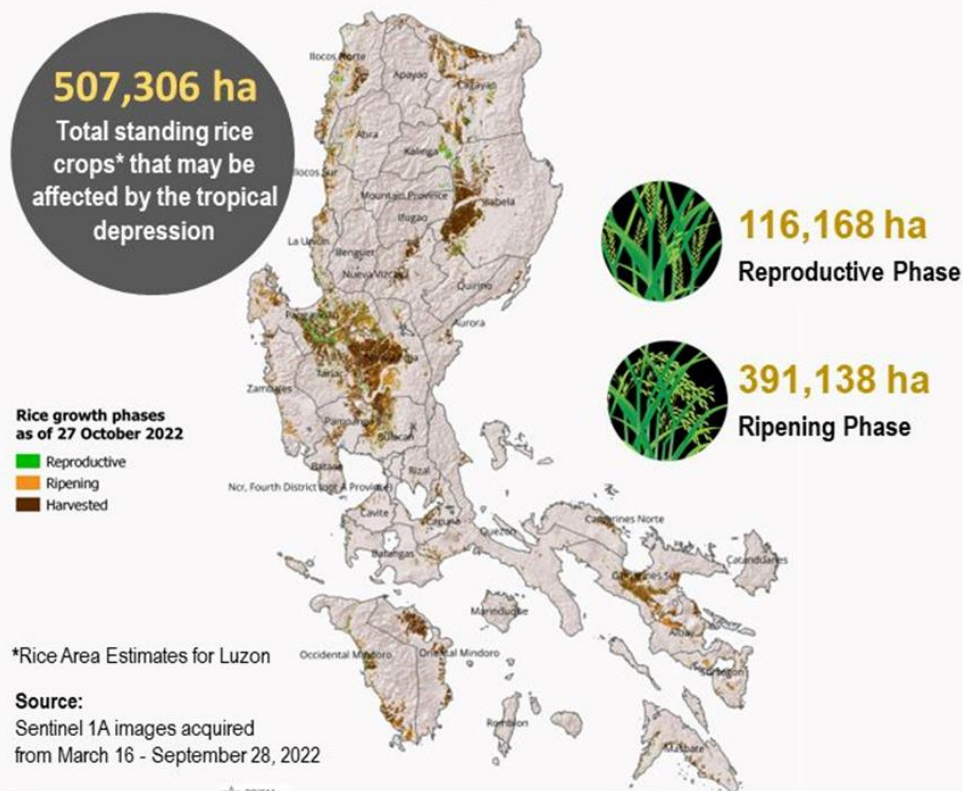 507,306 ha
Total standing rice
crops* that may be
affected by the tropical
depression
116,168 ha
Reproductive Phase
391,138 ha
Ripening Phase
Rice growth phases
as of 27 October 2022
Reproductive
Ripening
Harvested
*Rice Area Estimates for Luzon
Source:
Sentinel 1A images acquired
from March 16 - September 28, 2022
Ilocos Norte
Apayao
Cagayan
Abra
Kalinga
Ilocos Sur
Mountain Province
Isabela
Ifugao
La Union
Benguet
Nueva Vizcaya
Quirino
Pangasinan
Aurora
Tarlac
Zambales
Pampanga
Bulacan
Bataan
Rizal
Ncr, Fourth District (not A Province)
Cavite
Laguna
Quezon
Camarines Norte
Batangas
Catanduanes
Camarines Sur
Marinduque
Albay
Occidental Mindoro
Oriental Mindoro
Sorsogon
Romblon
Masbate